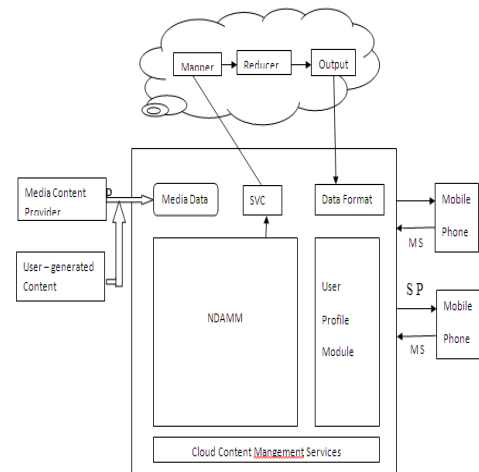 Manner
Reducer
Output
Media Content
Provider
Media Data
SVC
Data Format
Mobile
Phone
MS
User – generated
Content
NDAMM
User
Profile
Module
SP
Mobile
Phone
MS
Cloud Content Mangement Services